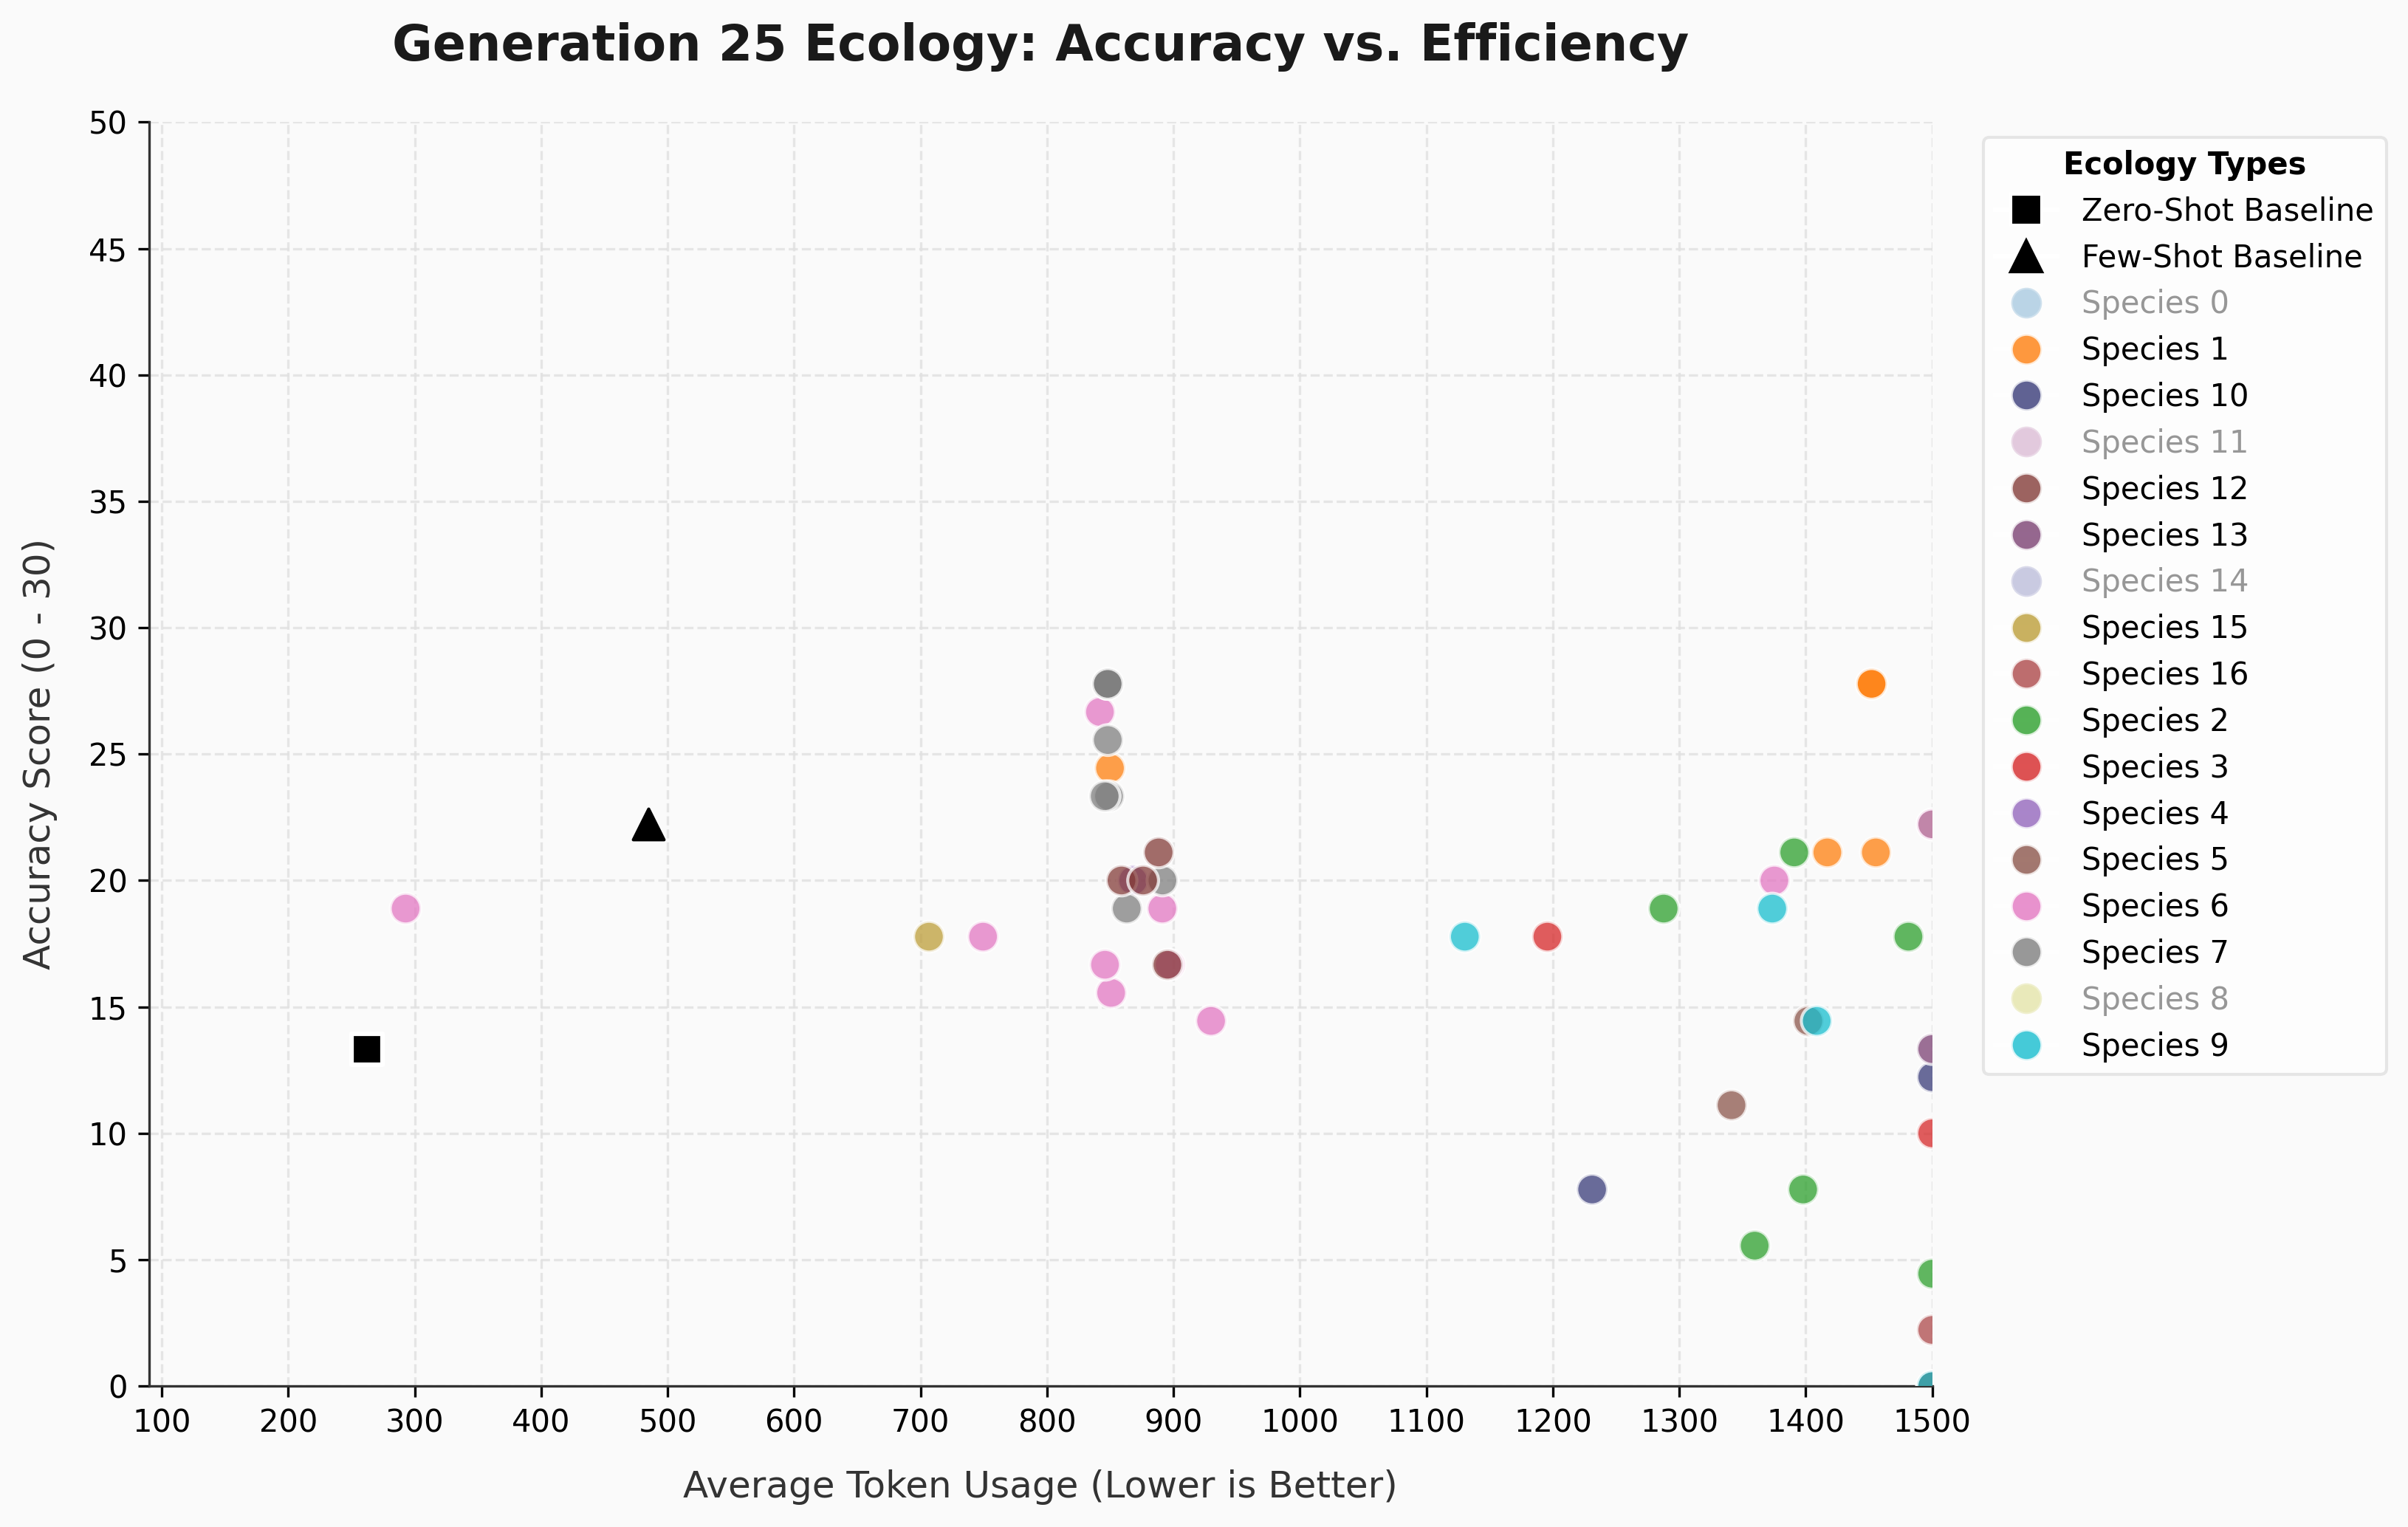 Generation 25 Ecology: Accuracy vs. Efficiency
50
45
40
35
30
25
20
15
10
5
0
Accuracy Score (0 - 30)
100 200 300 400 500 600 700 800 900 1000 1100 1200 1300 1400 1500
Average Token Usage (Lower is Better)
Ecology Types
Zero-Shot Baseline
Few-Shot Baseline
Species 0
Species 1
Species 10
Species 11
Species 12
Species 13
Species 14
Species 15
Species 16
Species 2
Species 3
Species 4
Species 5
Species 6
Species 7
Species 8
Species 9